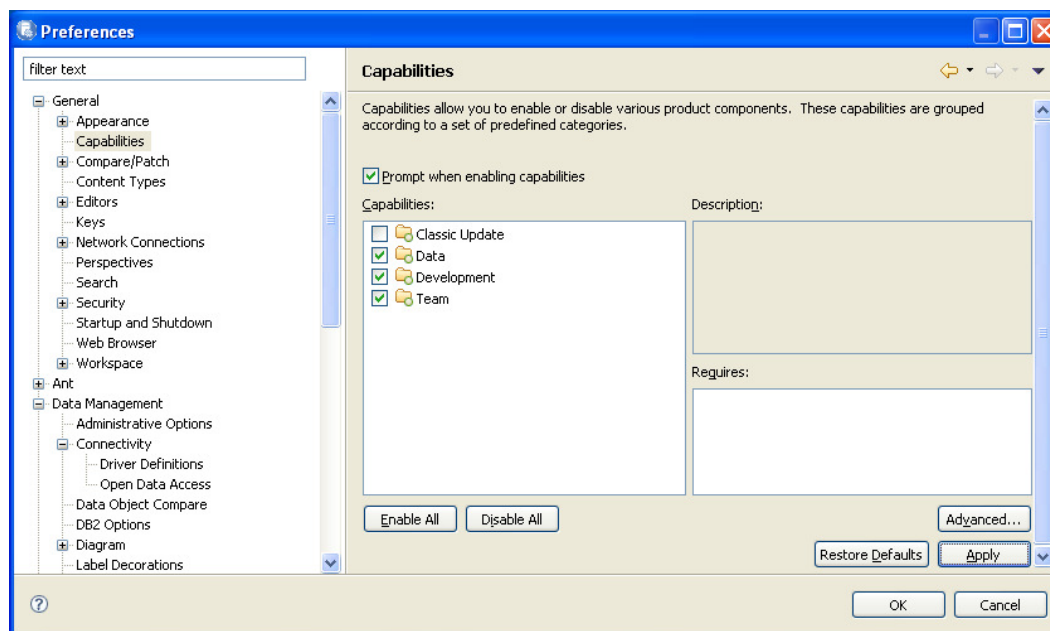 Preferences
filter text
General
Appearance
Capabilities
Compare/Patch
Content Types
Editors
Keys
Network Connections
Perspectives
Search
Security
Startup and Shutdown
Web Browser
Workspace
Ant
Data Management
Administrative Options
Connectivity
Driver Definitions
Open Data Access
Data Object Compare
DB2 Options
Diagram
Label Decorations
Capabilities
Capabilities allow you to enable or disable various product components. These capabilities are grouped
according to a set of predefined categories.
Prompt when enabling capabilities
Capabilities:
Classic Update
Data
Development
Team
Description:
Requires:
Enable All
Disable All
Advanced...
Restore Defaults
Apply
OK
Cancel